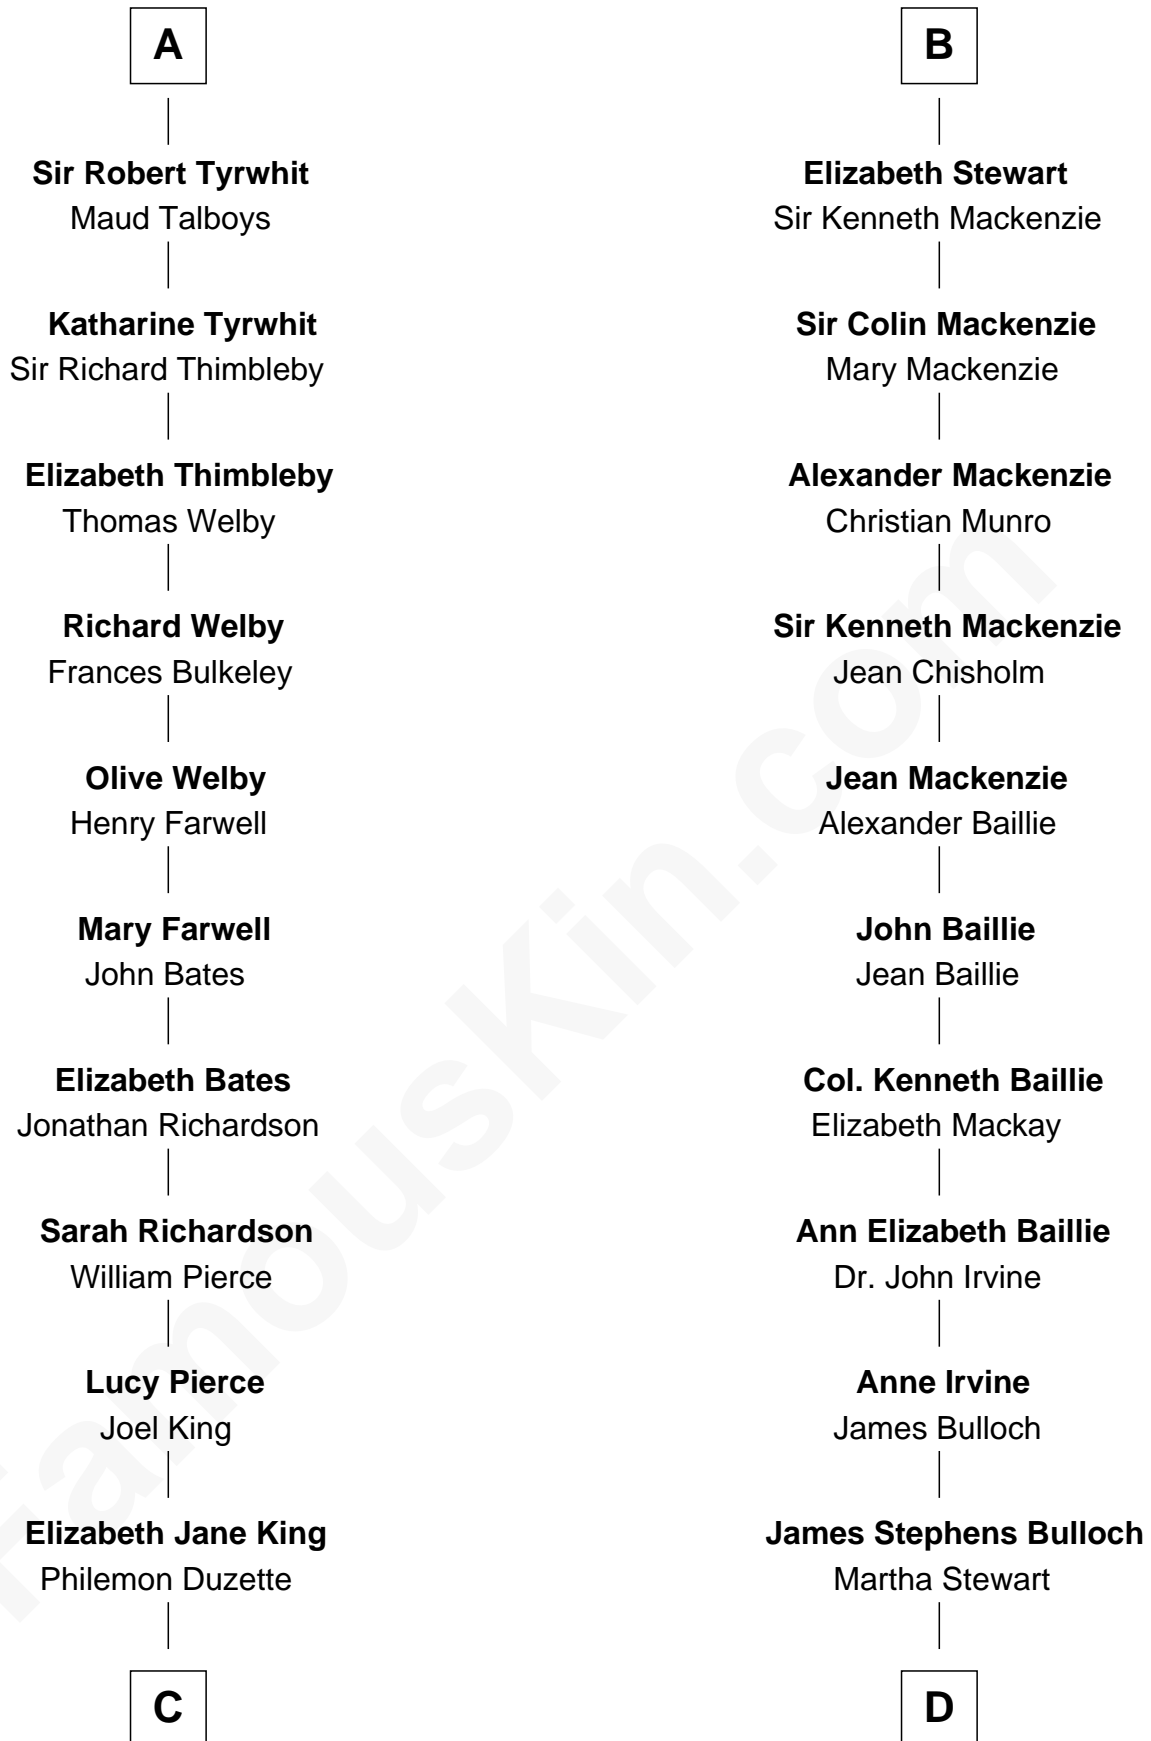 A
Sir Robert Tyrwhit
Maud Talboys
Katharine Tyrwhit
Sir Richard Thimbleby
Elizabeth Thimbleby
Thomas Welby
Richard Welby
Frances Bulkeley
Olive Welby
Henry Farwell
Mary Farwell
John Bates
Elizabeth Bates
Jonathan Richardson
Sarah Richardson
William Pierce
Lucy Pierce
Joel King
Elizabeth Jane King
Philemon Duzette
C
B
Elizabeth Stewart
Sir Kenneth Mackenzie
Sir Colin Mackenzie
Mary Mackenzie
Alexander Mackenzie
Christian Munro
Sir Kenneth Mackenzie
Jean Chisholm
Jean Mackenzie
Alexander Baillie
John Baillie
Jean Baillie
Col. Kenneth Baillie
Elizabeth Mackay
Ann Elizabeth Baillie
Dr. John Irvine
Anne Irvine
James Bulloch
James Stephens Bulloch
Martha Stewart
D
FamousKin.com